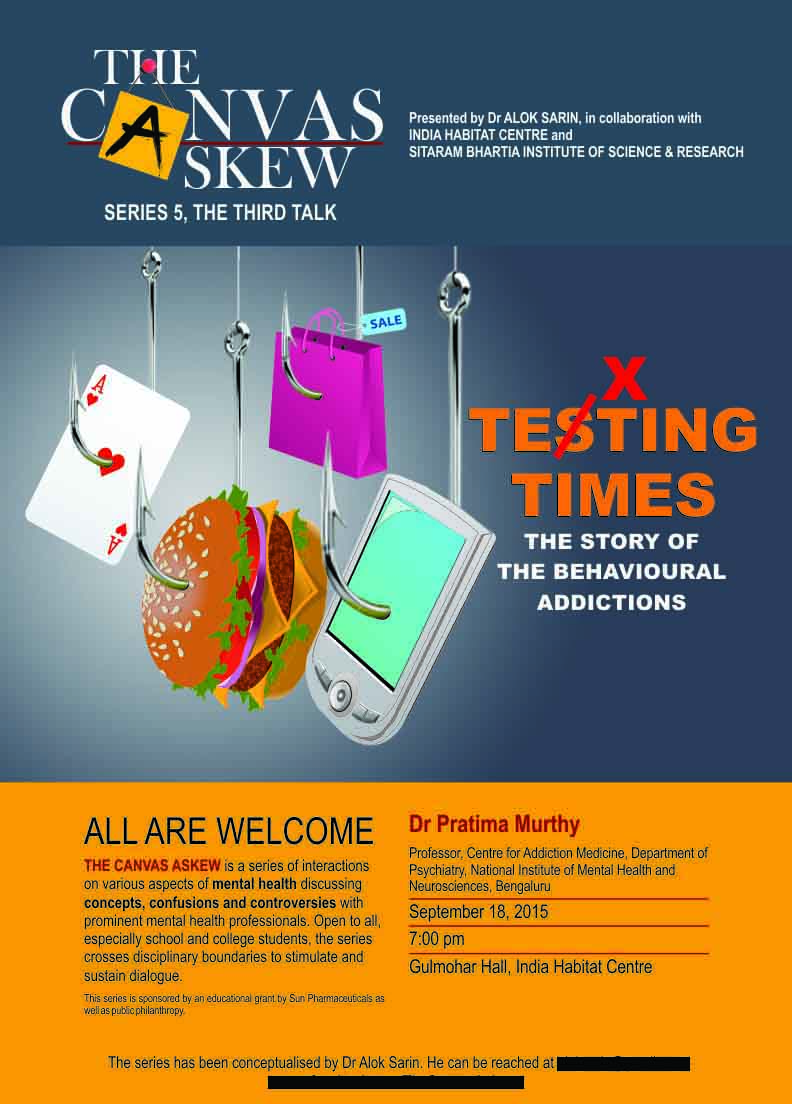 THE
CANVAS
ASKEW
SERIES 5, THE THIRD TALK
Presented by Dr ALOK SARIN, in collaboration with
INDIA HABITAT CENTRE and
SITARAM BHARTIA INSTITUTE OF SCIENCE & RESEARCH
A
A
SALE
X
TESTING
TIMES
THE STORY OF
THE BEHAVIOURAL
ADDICTIONS
ALL ARE WELCOME
THE CANVAS ASKEW is a series of interactions
on various aspects of mental health discussing
concepts, confusions and controversies with
prominent mental health professionals. Open to all,
especially school and college students, the series
crosses disciplinary boundaries to stimulate and
sustain dialogue.
This series is sponsored by an educational grant by Sun Pharmaceuticals as
well as public philanthropy.
Dr Pratima Murthy
Professor, Centre for Addiction Medicine, Department of
Psychiatry, National Institute of Mental Health and
Neurosciences, Bengaluru
September 18, 2015
7:00 pm
Gulmohar Hall, India Habitat Centre
The series has been conceptualised by Dr Alok Sarin. He can be reached at